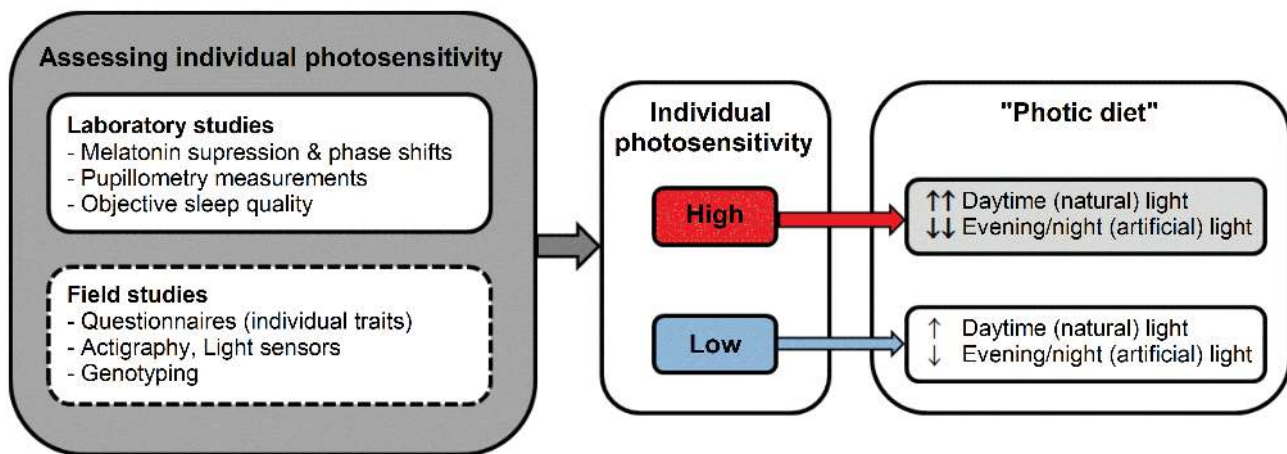 Assessing individual photosensitivity
Laboratory studies
- Melatonin supression & phase shifts
- Pupillometry measurements
- Objective sleep quality
Field studies
- Questionnaires (individual traits)
- Actigraphy, Light sensors
- Genotyping
Individual
photosensitivity
High
Low
"Photic diet"
↑↑ Daytime (natural) light
↓↓ Evening/night (artificial) light
↑ Daytime (natural) light
↓ Evening/night (artificial) light